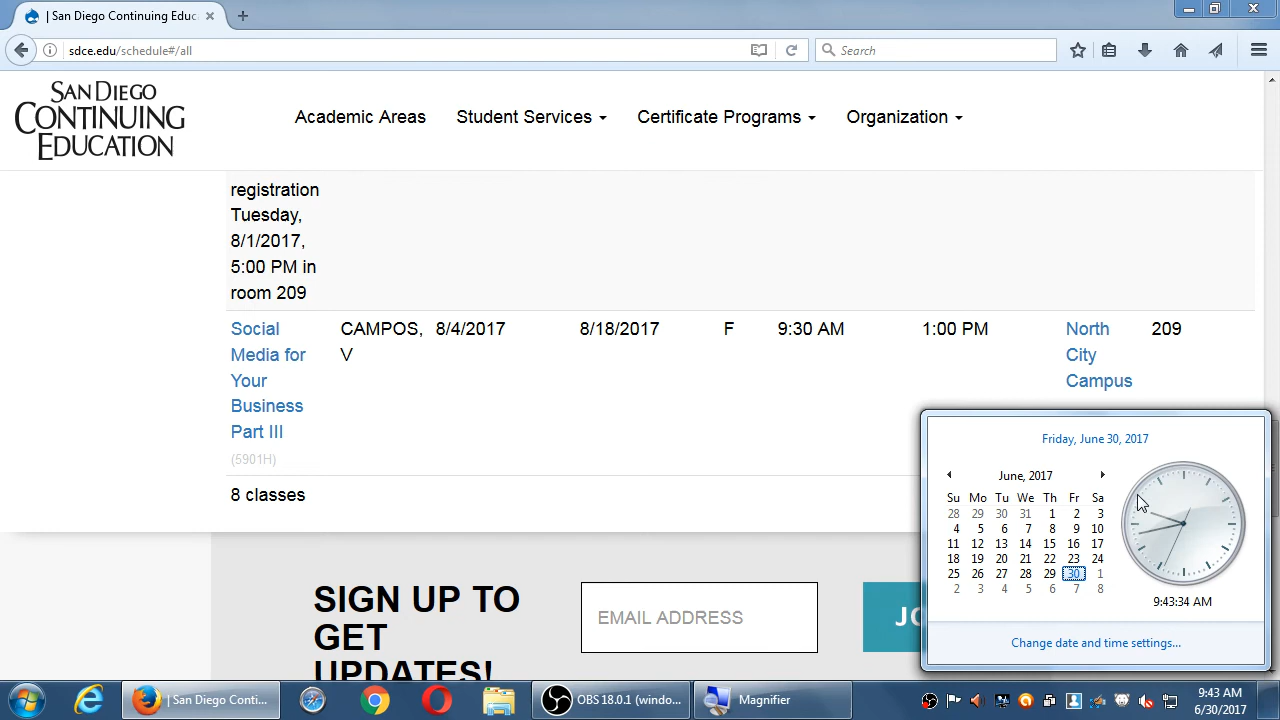 | San Diego Continuing Educ
sdce.edu/schedule#/all
Search
SAN DIEGO
CONTINUING
EDUCATION
Academic Areas
Student Services
Certificate Programs
Organization
registration
Tuesday,
8/1/2017,
5:00 PM in
room 209
Social
Media for
Your
Business
Part III
(5901H)
CAMPOS,
V
8/4/2017
8/18/2017
F
9:30 AM
1:00 PM
North
City
Campus
209
8 classes
SIGN UP TO
GET
UPDATES!
EMAIL ADDRESS
Friday, June 30, 2017
June, 2017
Su Mo Tu We Th Fr Sa
28 29 30 31 1 2 3
4 5 6 7 8 9 10
11 12 13 14 15 16 17
18 19 20 21 22 23 24
25 26 27 28 29 30 1
2 3 4 5 6 7 8
9:43:34 AM
Change date and time settings...
| San Diego Conti...
OBS 18.0.1 (windo...
Magnifier
9:43 AM
6/30/2017